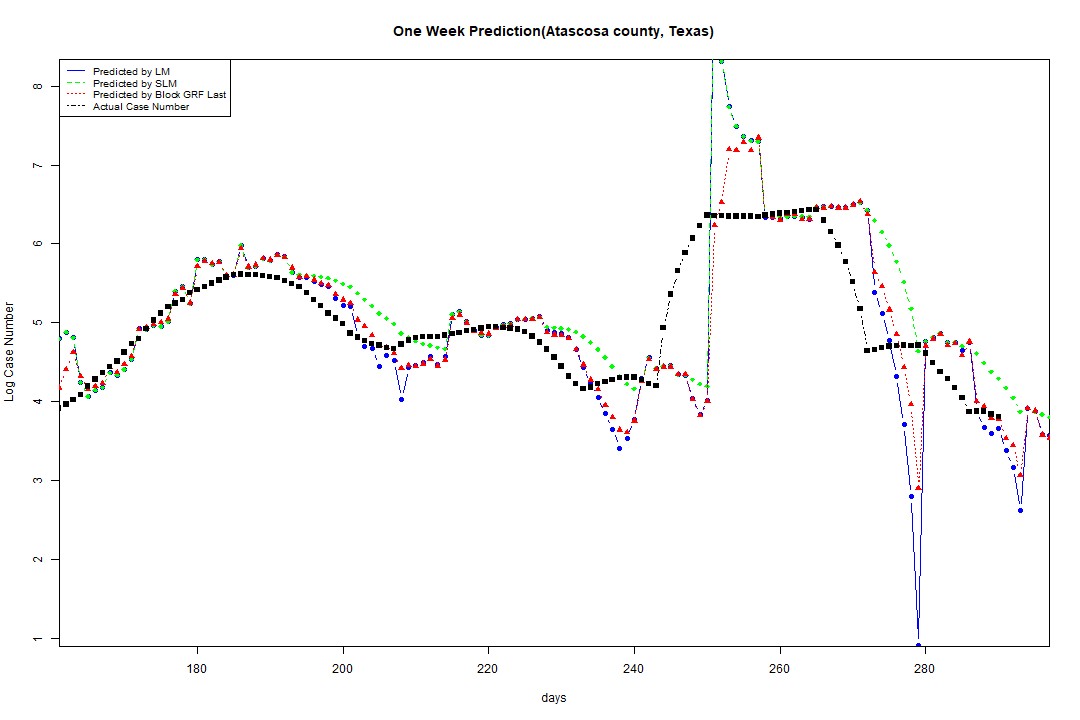 One Week Prediction(Atascosa county, Texas)
Predicted by LM
Predicted by SLM
Predicted by Block GRF Last
Actual Case Number
Log Case Number
8
7
6
5
4
3
2
1
180 200 220 240 260 280
days